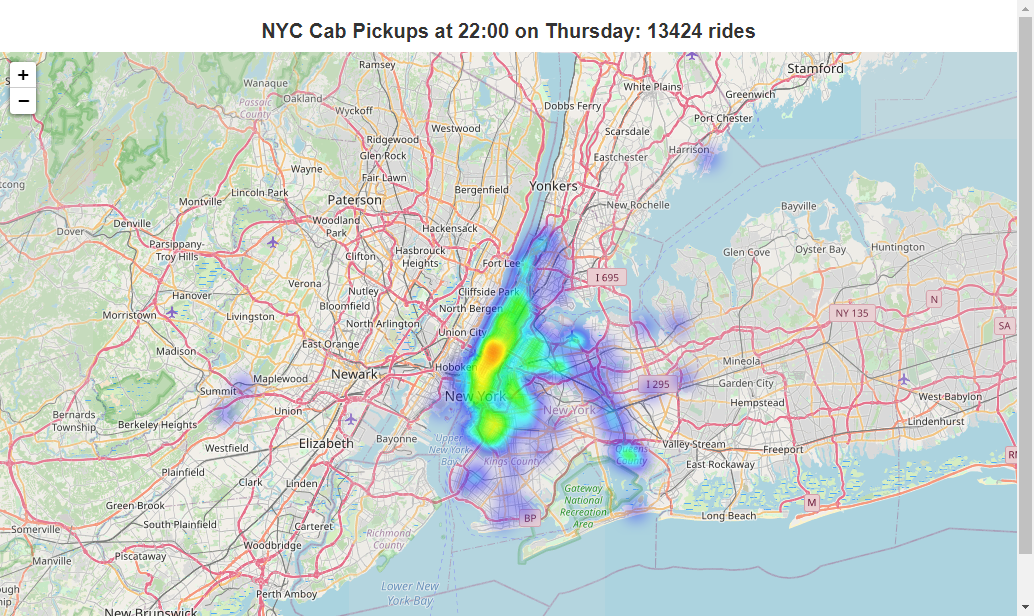 NYC Cab Pickups at 22:00 on Thursday: 13424 rides
+
−
Ramsey
Stamford
White Plains
Wanaque
Greenwich
Oakland
Passaic
County
Dobbs Ferry
Wyckoff
Port Chester
Westwood
Scarsdale
Ridgewood
Harrison
Glen Rock
Eastchester
Wayne
Fair Lawn
Lincoln Park
Bergenfield
Yonkers
Montville
Paterson
New Rochelle
Bayville
Denville
Woodland
Park
Hackensack
Dover
Parsippany-
Troy Hills
Hasbrouck
Heights
Clifton
Glen Cove
Oyster Bay
Huntington
Fort Lee
I 695
Verona
Nutley
Cliffside Park
Hanover
Bloomfield
North Bergen
N
Morristown
Livingston
North Arlington
NY 135
SA
Union City
East Orange
Madison
Mineola
Hoboken
Newark
Maplewood
I 295
Garden City
Summit
New York
West Babylon
Hempstead
Union
New York
Bernards
Township
Berkeley Heights
Lindenhurst
Bayonne
Upper
New York
Bay
Elizabeth
Valley Stream
Freeport
Westfield
Queens
County
Kings County
East Rockaway
Plainfield
Clark
Linden
Gateway
National
Recreation
Area
Green Brook
M
BP
Long Beach
South Plainfield
Carteret
Somerville
Richmond
County
Woodbridge
Piscataway
Manville
Lower New
York Bay
Perth Amboy
New Brunswick